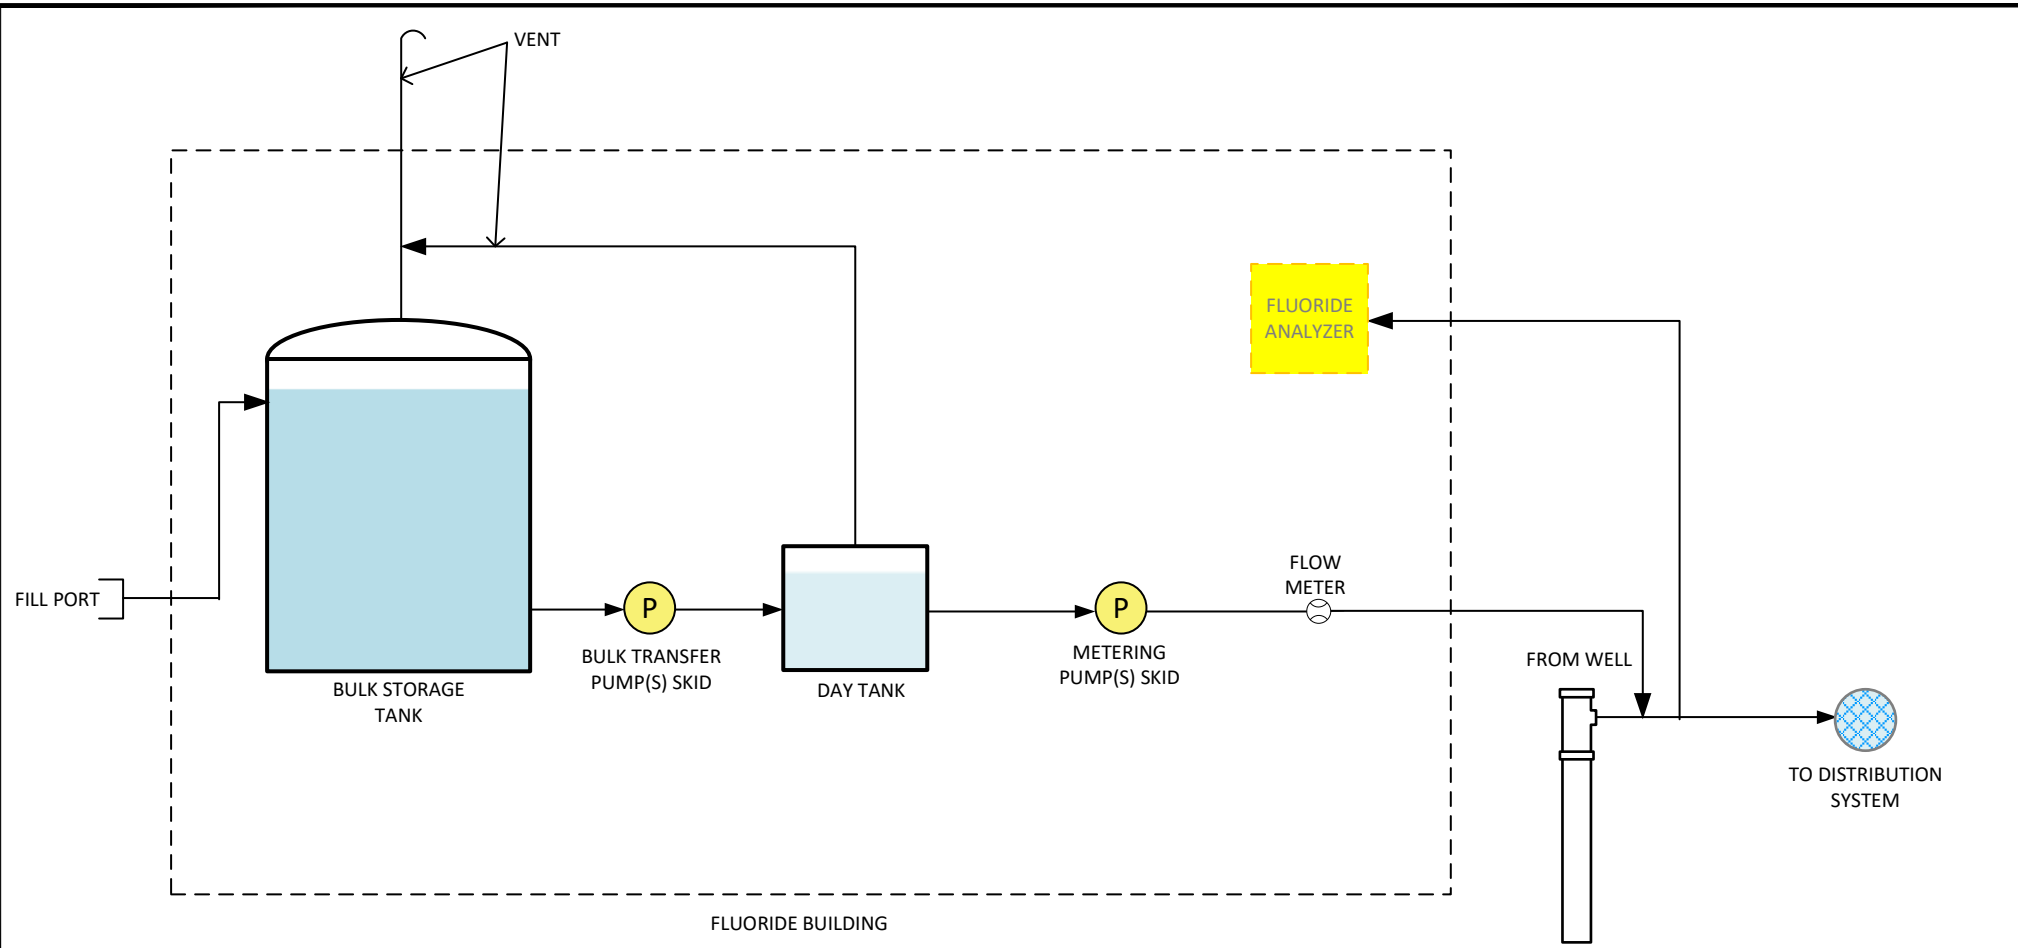 VENT
FLUORIDE
ANALYZER
FLOW
METER
FILL PORT
P
P
BULK TRANSFER
PUMP(S) SKID
METERING
PUMP(S) SKID
FROM WELL
BULK STORAGE
TANK
DAY TANK
TO DISTRIBUTION
SYSTEM
FLUORIDE BUILDING